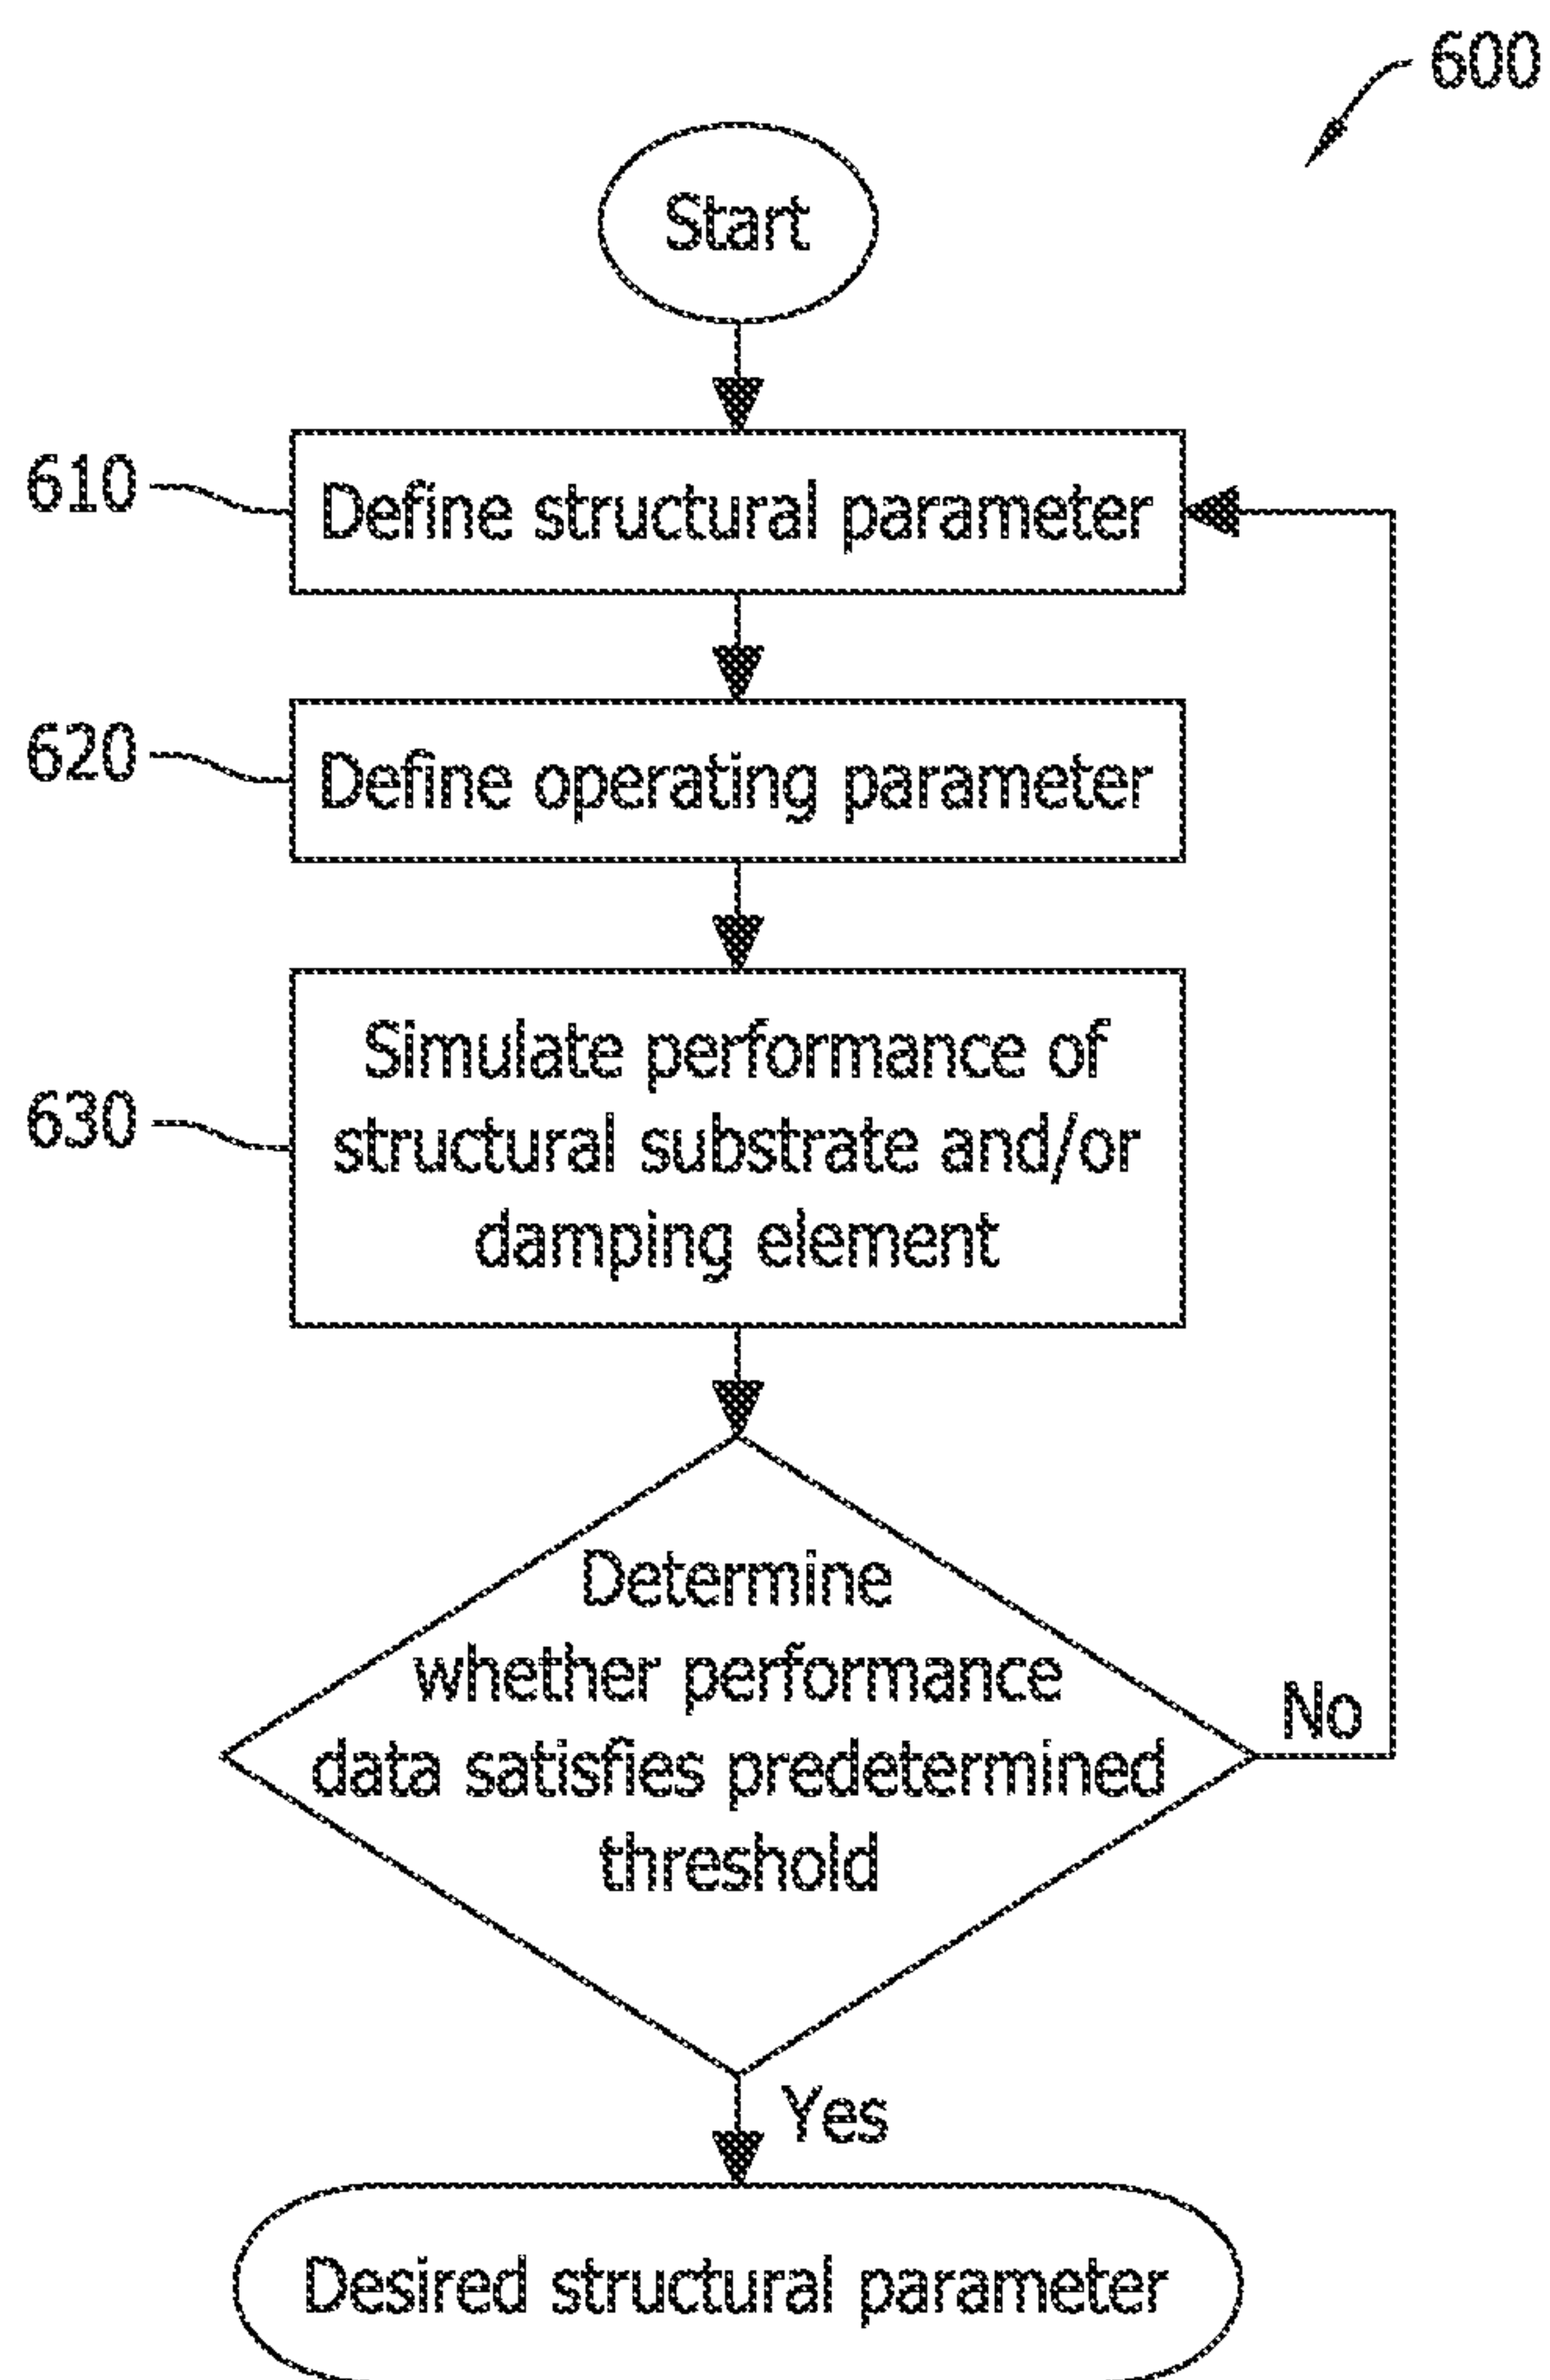 600
Start
610
Define structural parameter
620
Define operating parameter
630
Simulate performance of
structural substrate and/or
damping element
Determine
whether performance
data satisfies predetermined
threshold
No
Yes
Desired structural parameter